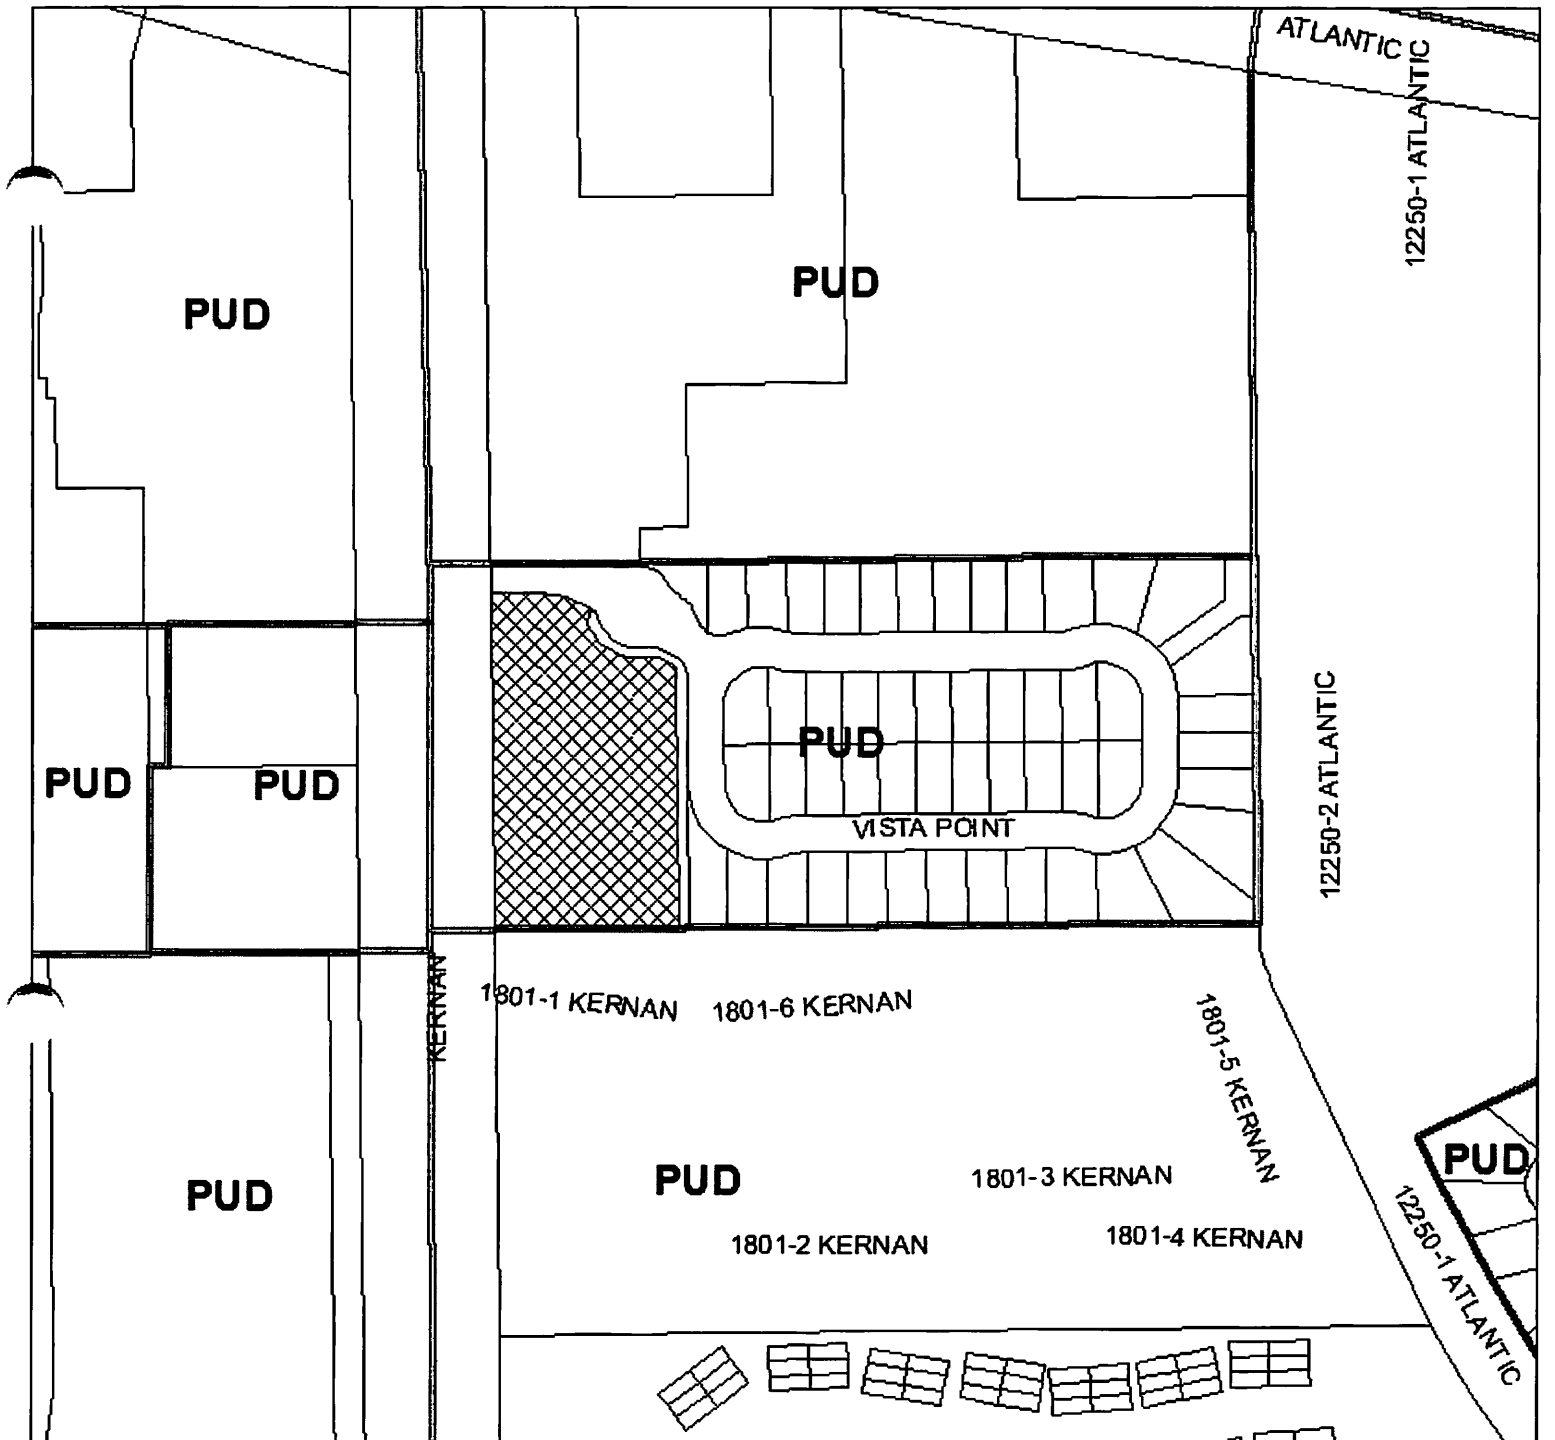 ATLANTIC
12250-1 ATLANTIC
PUD
PUD
12250-2 ATLANTIC
PUD
PUD
PUD
VISTA POINT
KERNAN
1801-1 KERNAN
1801-6 KERNAN
1801-5 KERNAN
PUD
PUD
PUD
1801-3 KERNAN
1801-2 KERNAN
1801-4 KERNAN
12250-1 ATLANTIC